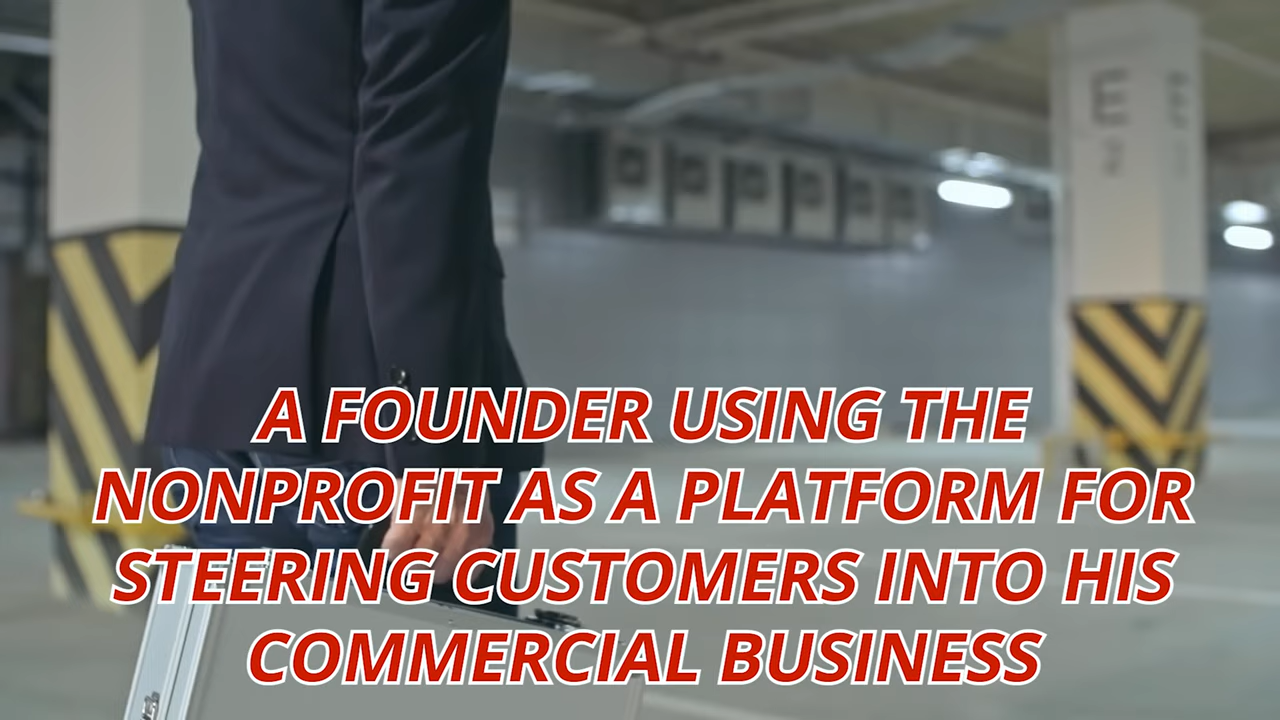 A FOUNDER USING THE
NONPROFIT AS A PLATFORM FOR
STEERING CUSTOMERS INTO HIS
COMMERCIAL BUSINESS
E